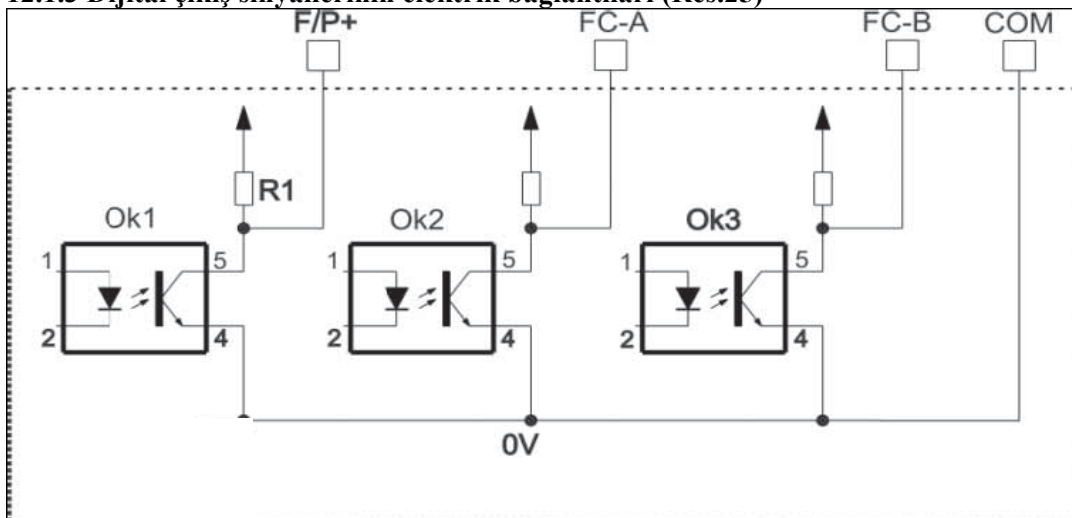 12.1.3 Dijital çıkış sinyallerinin elektrik bağlantıları (Res.25)
F/P+ FC-A FC-B COM
R1
Ok1 Ok2 Ok3
1 5 1 5 1 5
2 4 2 4 2 4
0V